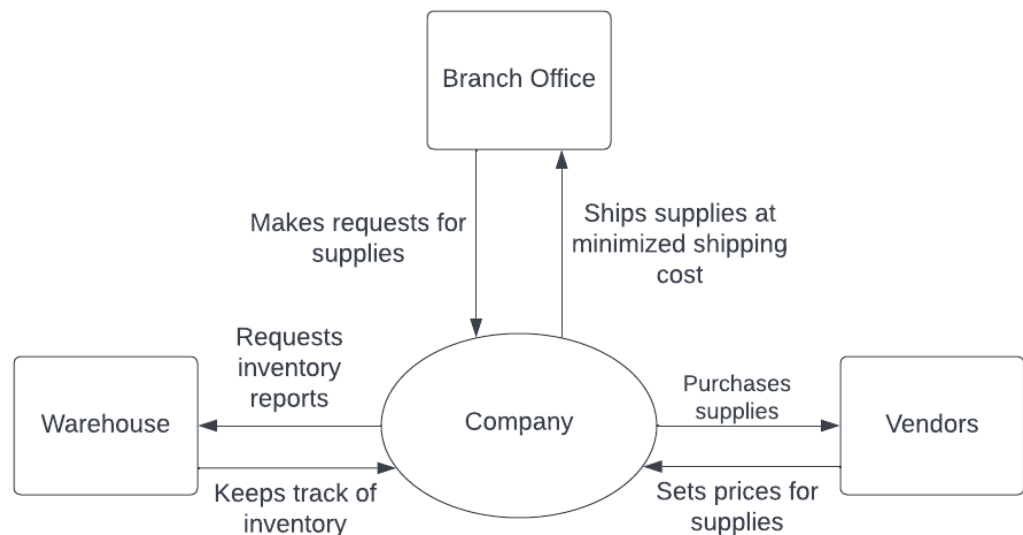 Branch Office
Makes requests for
supplies
Ships supplies at
minimized shipping
cost
Requests
inventory
reports
Warehouse
Company
Purchases
supplies
Vendors
Keeps track of
inventory
Sets prices for
supplies